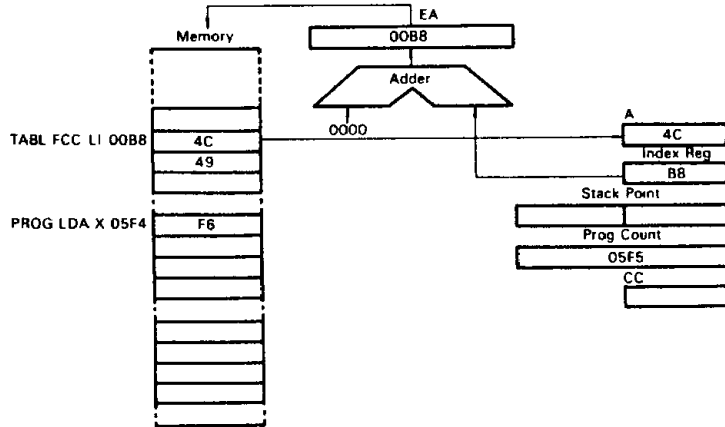 EA
Memory
00B8
Adder
A
TABL FCC LI 00B8
4C
0000
4C
49
Index Reg
B8
Stack Point
PROG LDA X 05F4
F6
Prog Count
05F5
CC